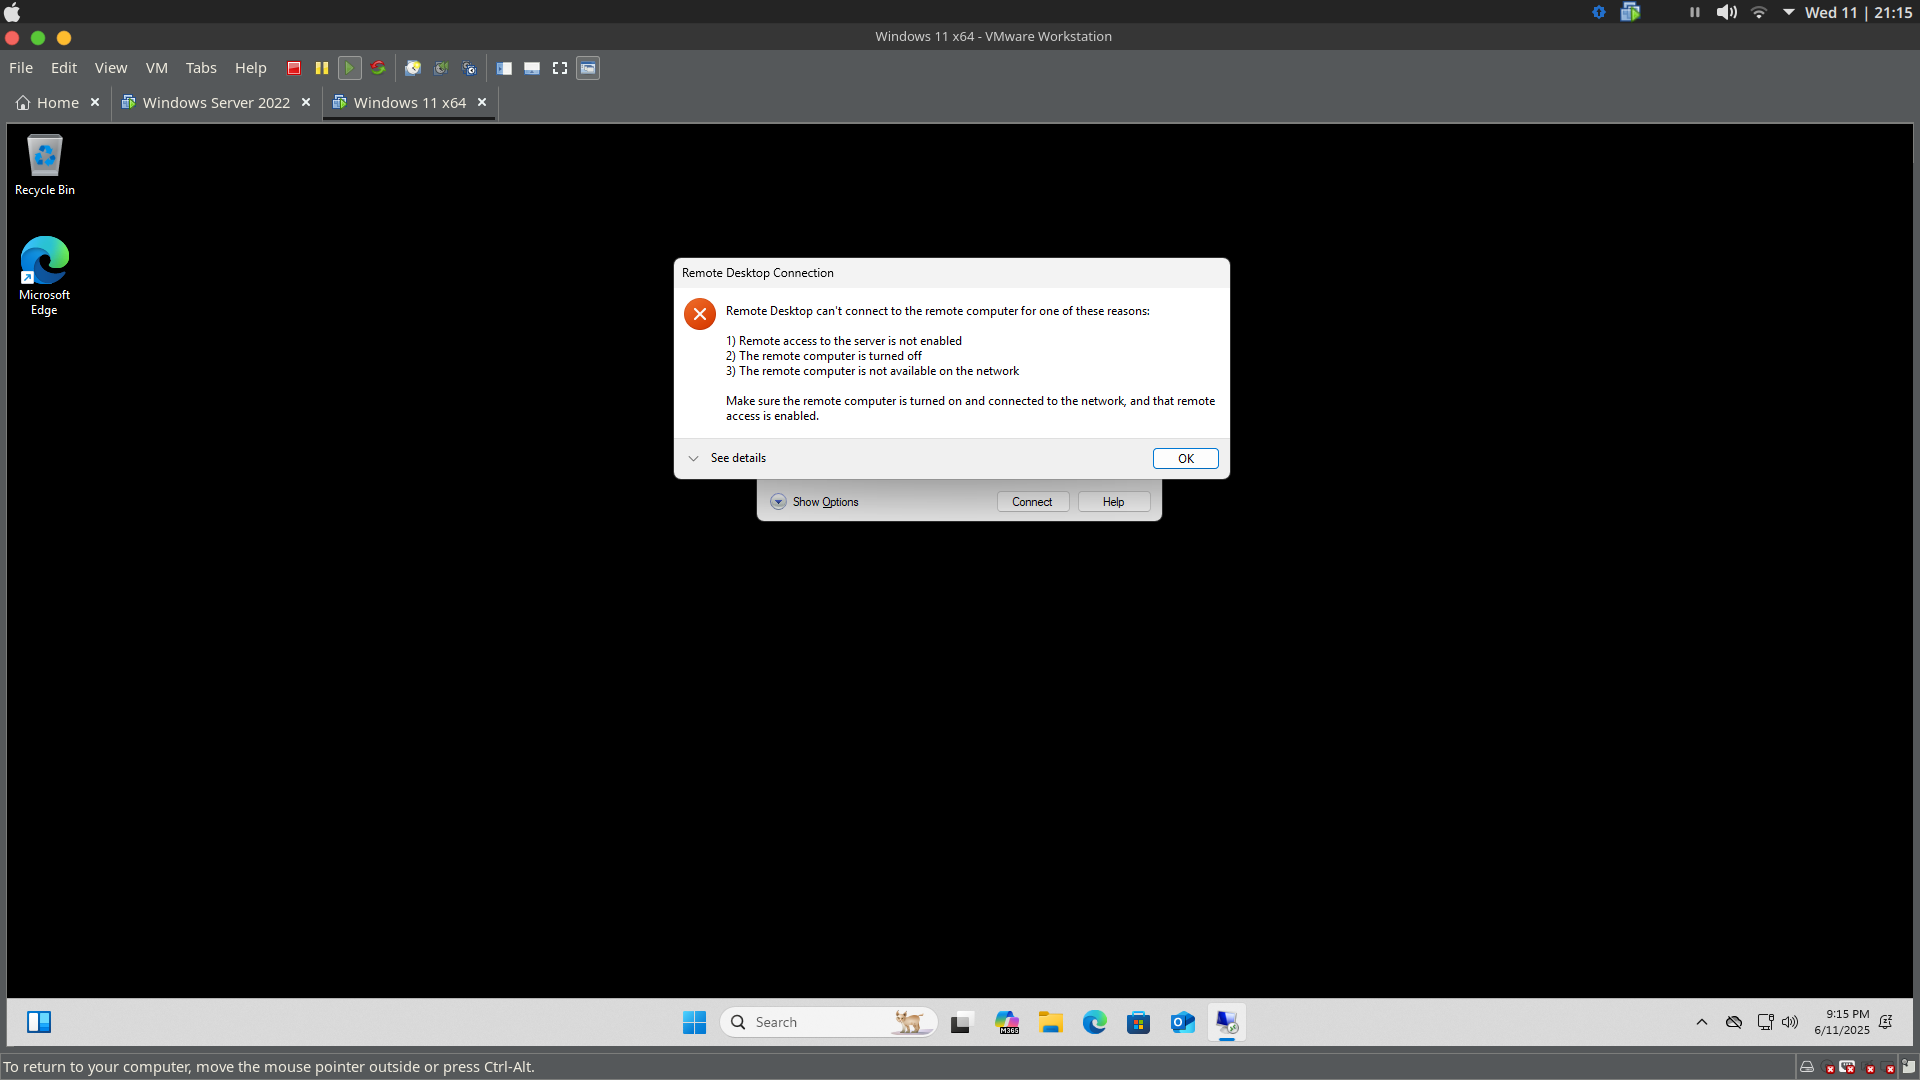 Wed 11 | 21:15
Windows 11 x64 - VMware Workstation
File Edit View VM Tabs Help
Home Windows Server 2022 Windows 11 x64
Recycle Bin
Microsoft
Edge
Remote Desktop Connection
Remote Desktop can't connect to the remote computer for one of these reasons:
1) Remote access to the server is not enabled
2) The remote computer is turned off
3) The remote computer is not available on the network
Make sure the remote computer is turned on and connected to the network, and that remote
access is enabled.
See details OK
Show Options Connect Help
Search
M365
9:15 PM
6/11/2025
To return to your computer, move the mouse pointer outside or press Ctrl-Alt.